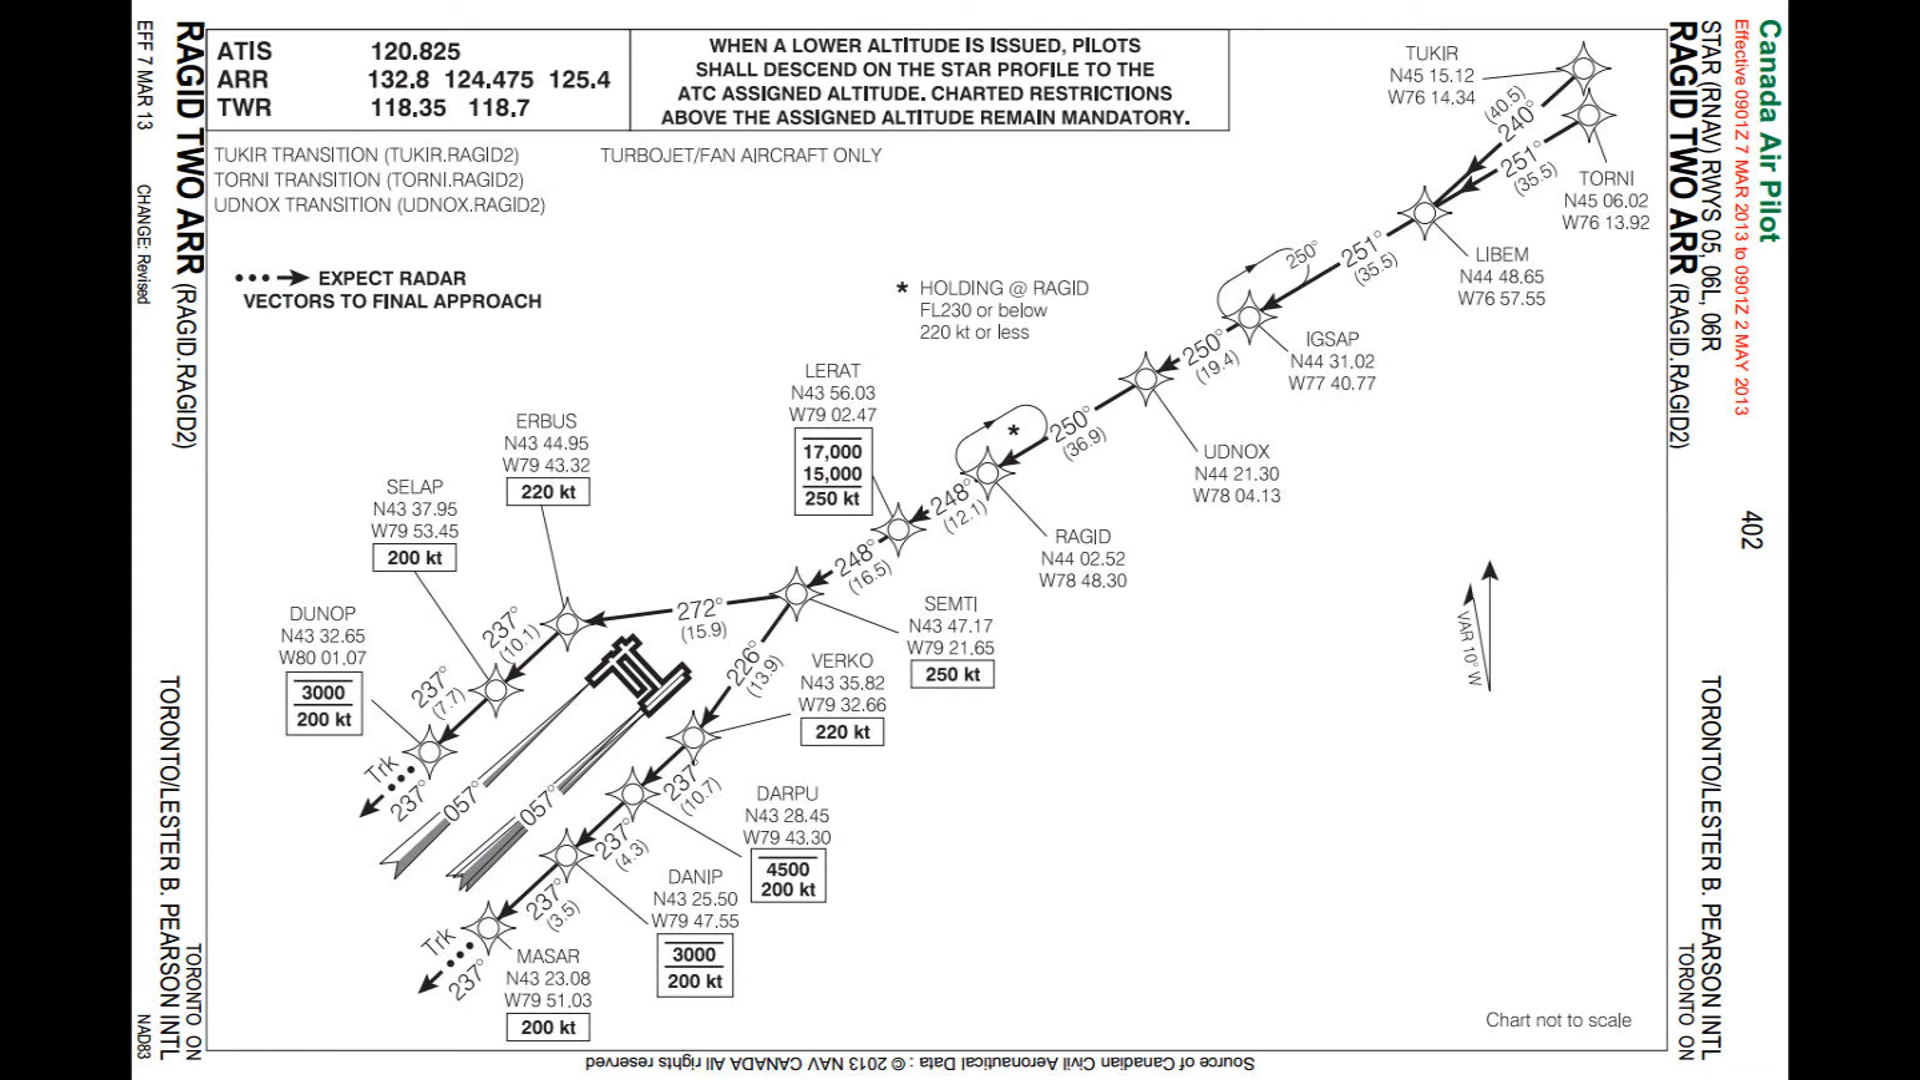 Canada Air Pilot
Effective 0901Z 7 MAR 2013 to 0901Z 2 MAY 2013
STAR (RNAV) RWYS 05, 06L, 06R
RAGID TWO ARR (RAGID.RAGID2)
402
TORONTO/LESTER B. PEARSON INTL
TORONTO ON
EFF 7 MAR 13
CHANGE: Revised
NAD83
RAGID TWO ARR (RAGID.RAGID2)
TORONTO/LESTER B. PEARSON INTL
TORONTO ON
ATIS 120.825
ARR 132.8 124.475 125.4
TWR 118.35 118.7
WHEN A LOWER ALTITUDE IS ISSUED, PILOTS
SHALL DESCEND ON THE STAR PROFILE TO THE
ATC ASSIGNED ALTITUDE. CHARTED RESTRICTIONS
ABOVE THE ASSIGNED ALTITUDE REMAIN MANDATORY.
TUKIR TRANSITION (TUKIR.RAGID2)
TORNI TRANSITION (TORNI.RAGID2)
UDNOX TRANSITION (UDNOX.RAGID2)
TURBOJET/FAN AIRCRAFT ONLY
EXPECT RADAR
VECTORS TO FINAL APPROACH
* HOLDING @ RAGID
FL230 or below
220 kt or less
TUKIR
N45 15.12
W76 14.34
(40.5)
240°
251°
(35.5)
TORNI
N45 06.02
W76 13.92
LIBEM
N44 48.65
W76 57.55
251°
(35.5)
250°
IGSAP
N44 31.02
W77 40.77
250°
(19.4)
UDNOX
N44 21.30
W78 04.13
250°
(36.9)
*
RAGID
N44 02.52
W78 48.30
248°
(12.1)
LERAT
N43 56.03
W79 02.47
17,000
15,000
250 kt
248°
(16.5)
SEMTI
N43 47.17
W79 21.65
250 kt
272°
(15.9)
ERBUS
N43 44.95
W79 43.32
220 kt
237°
(10.1)
SELAP
N43 37.95
W79 53.45
200 kt
237°
(7.7)
DUNOP
N43 32.65
W80 01.07
3000
200 kt
Trk
237°
057°
057°
226°
(13.9)
VERKO
N43 35.82
W79 32.66
220 kt
237°
(10.7)
DARPU
N43 28.45
W79 43.30
4500
200 kt
237°
(4.3)
DANIP
N43 25.50
W79 47.55
3000
200 kt
237°
(3.5)
MASAR
N43 23.08
W79 51.03
200 kt
Trk
237°
VAR 10° W
Chart not to scale
Source of Canadian Civil Aeronautical Data : © 2013 NAV CANADA All rights reserved